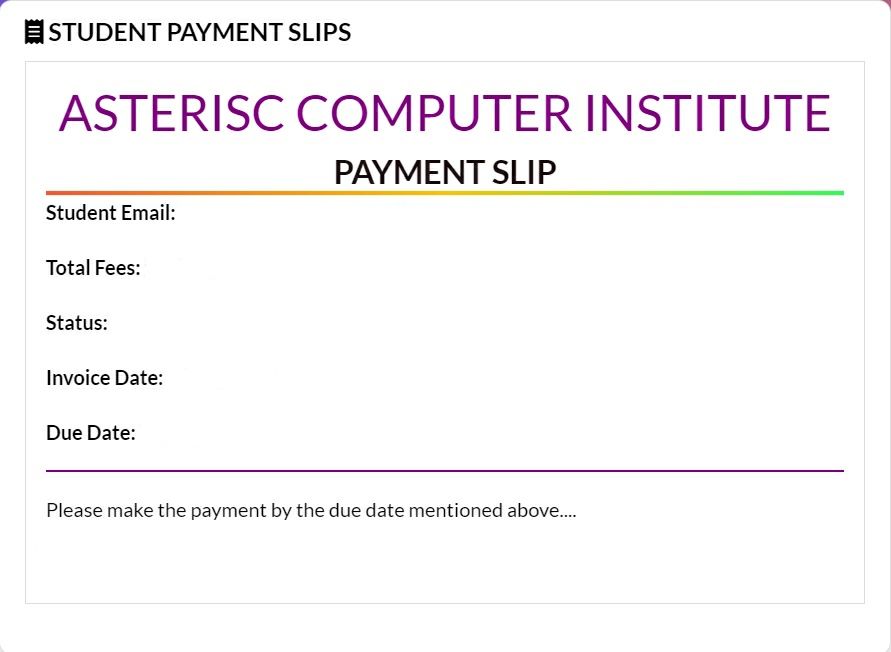 STUDENT PAYMENT SLIPS
ASTERISC COMPUTER INSTITUTE
PAYMENT SLIP
Student Email:
Total Fees:
Status:
Invoice Date:
Due Date:
Please make the payment by the due date mentioned above....